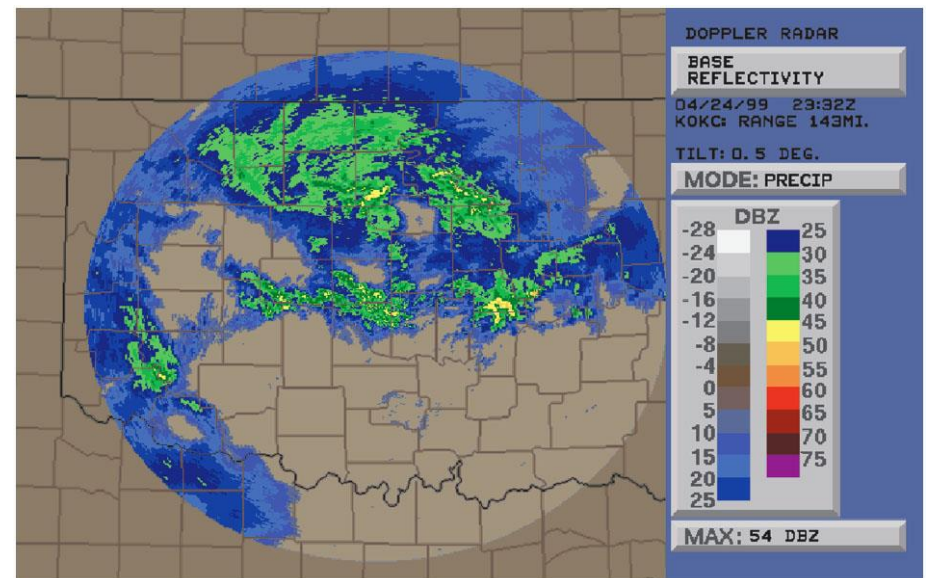 DOPPLER RADAR
BASE
REFLECTIVITY
04/24/99 23:32Z
KOKC: RANGE 143MI.
TILT: 0.5 DEG.
MODE: PRECIP
DBZ
-28 25
-24 30
-20 35
-16 40
-12 45
-8 50
-4 55
0 60
5 65
10 70
15 75
20
25
MAX: 54 DBZ